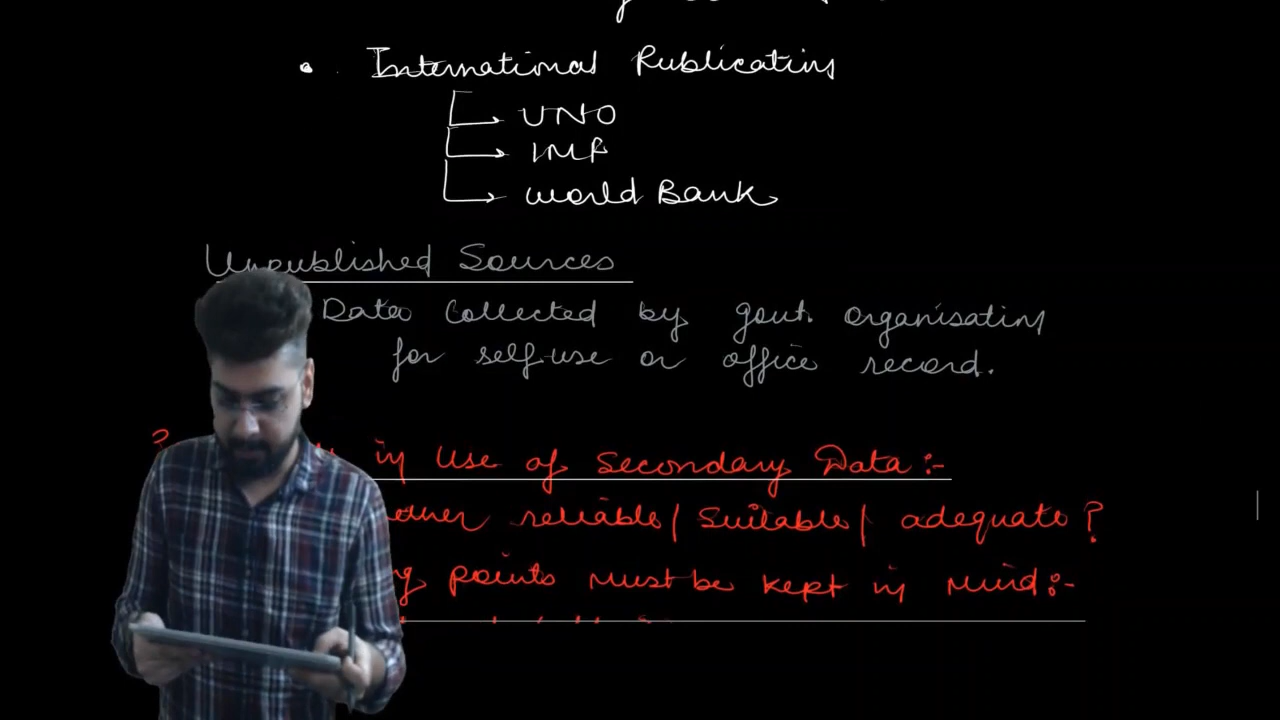 • International Publications
UNO
IMF
World Bank
Unpublished Sources
Data Collected by govt. organisations
for self-use or office record.
in Use of Secondary Data :-
reliable / Suitable / adequate ?
points must be kept in mind :-